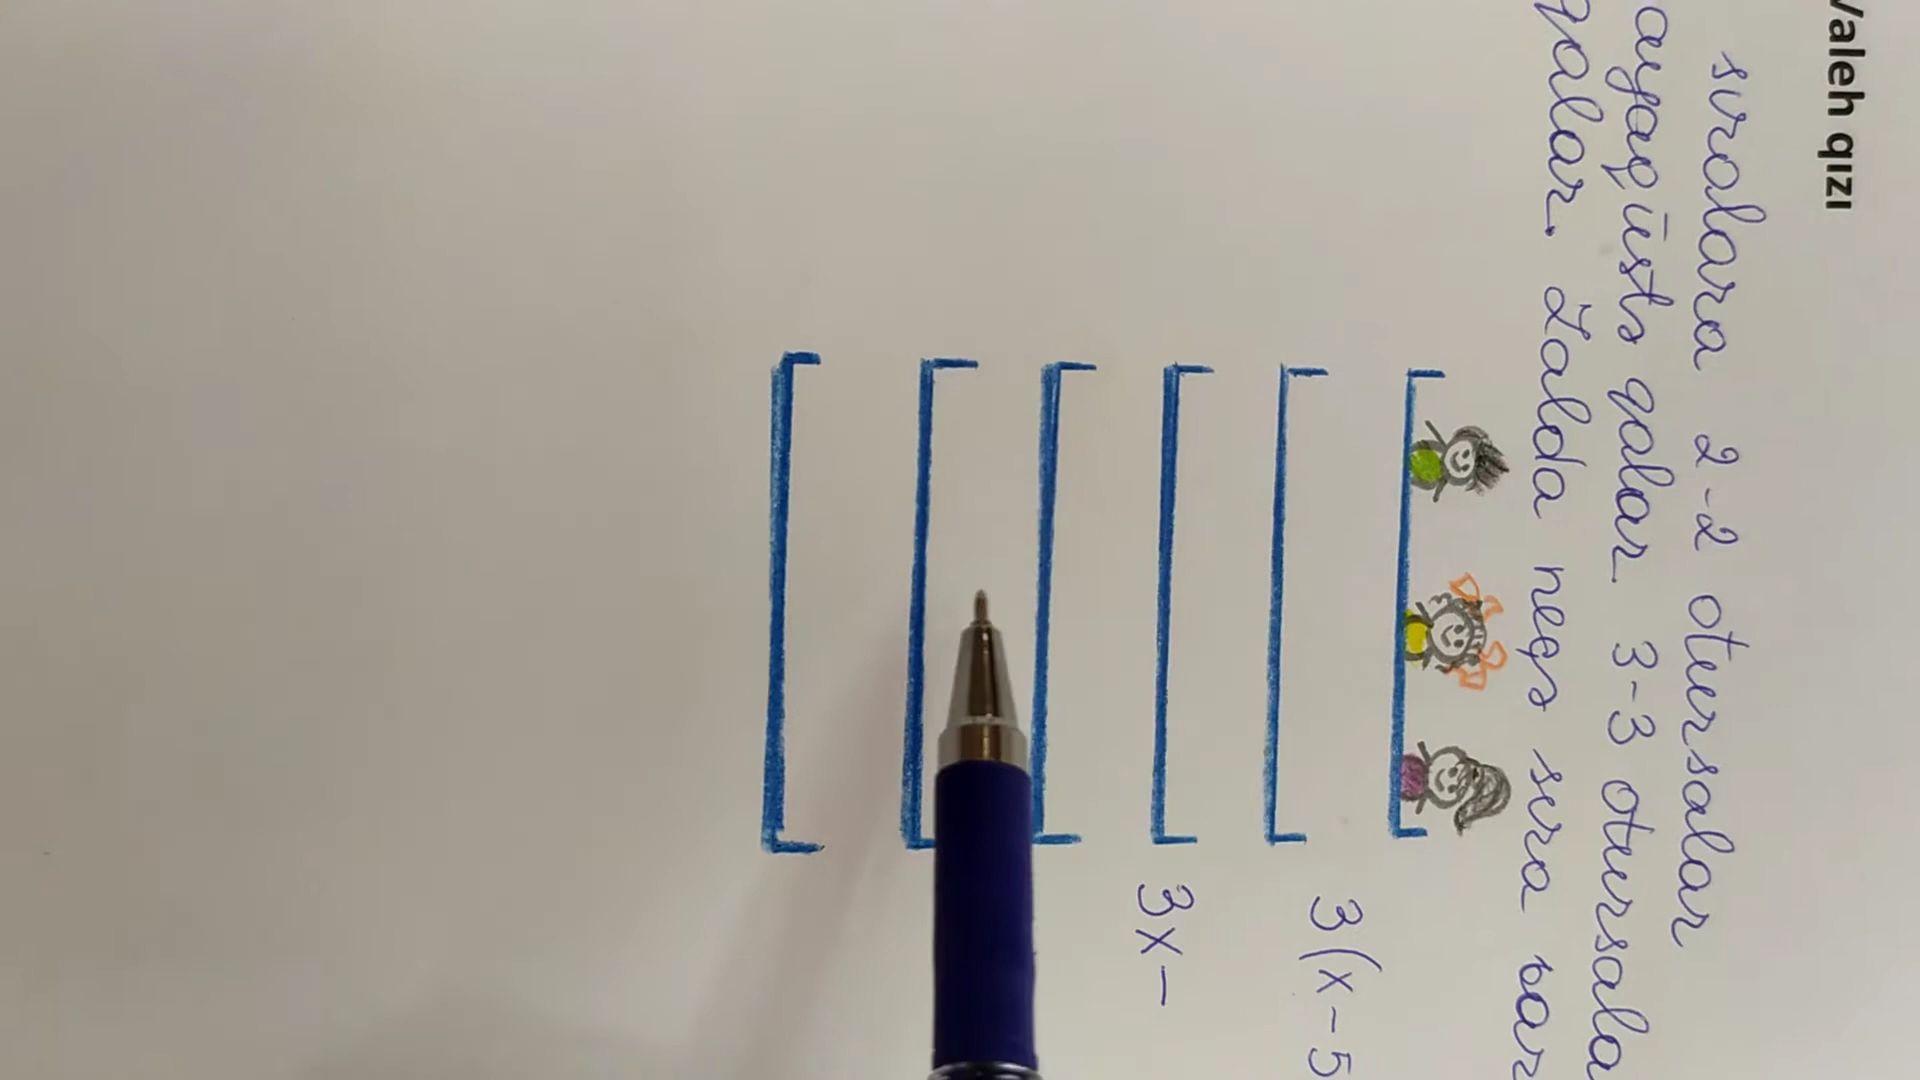 Valeh qızı
sıralara 2-2 otursalar
ayaqüstə qalar 3-3 otursala
qalar. Zalda neçə sıra var
3(x-5
3x-